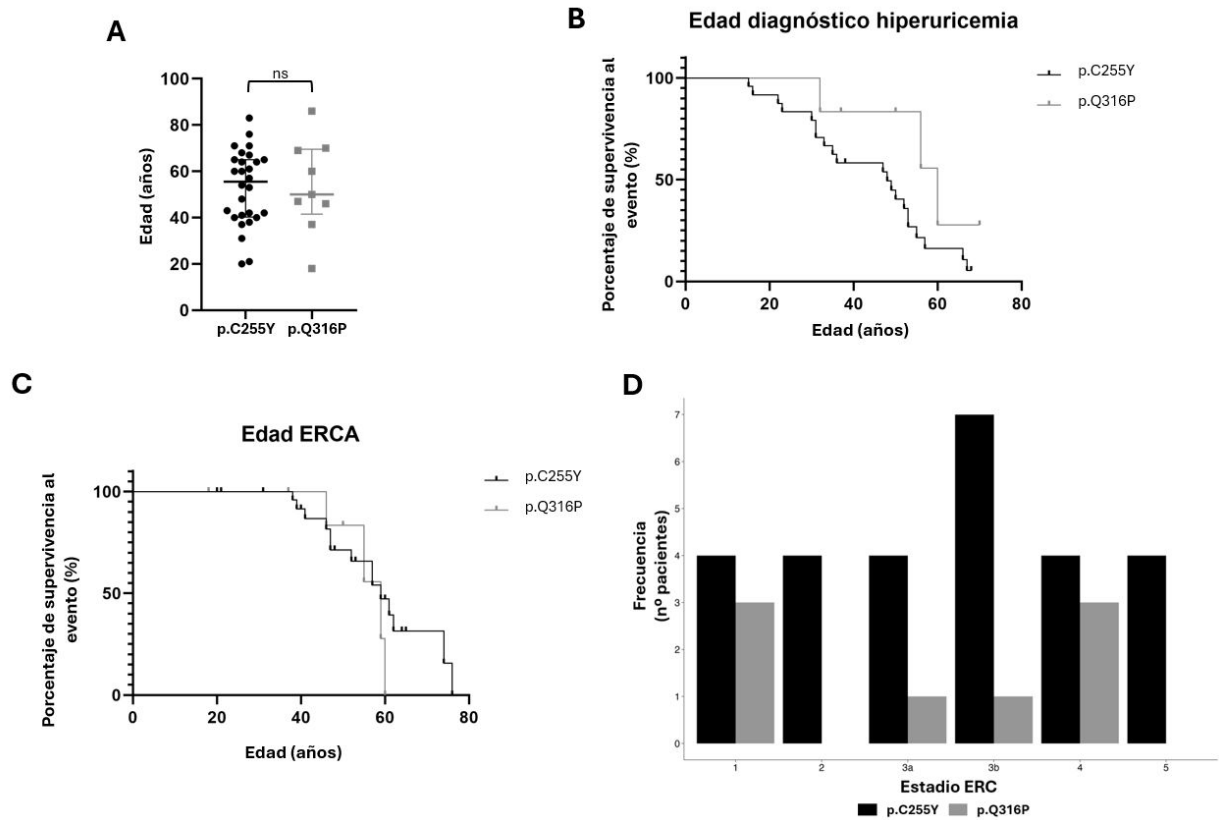 A
ns
Edad (años)
100
80
60
40
20
0
p.C255Y
p.Q316P
B
Edad diagnóstico hiperuricemia
Porcentaje de supervivencia al
evento (%)
100
50
0
0
20
40
60
80
Edad (años)
p.C255Y
p.Q316P
C
Edad ERCA
Porcentaje de supervivencia al
evento (%)
100
50
0
0
20
40
60
80
Edad (años)
p.C255Y
p.Q316P
D
Frecuencia
(nº pacientes)
7
6
5
4
3
2
1
0
1
2
3a
3b
4
5
Estadio ERC
p.C255Y
p.Q316P